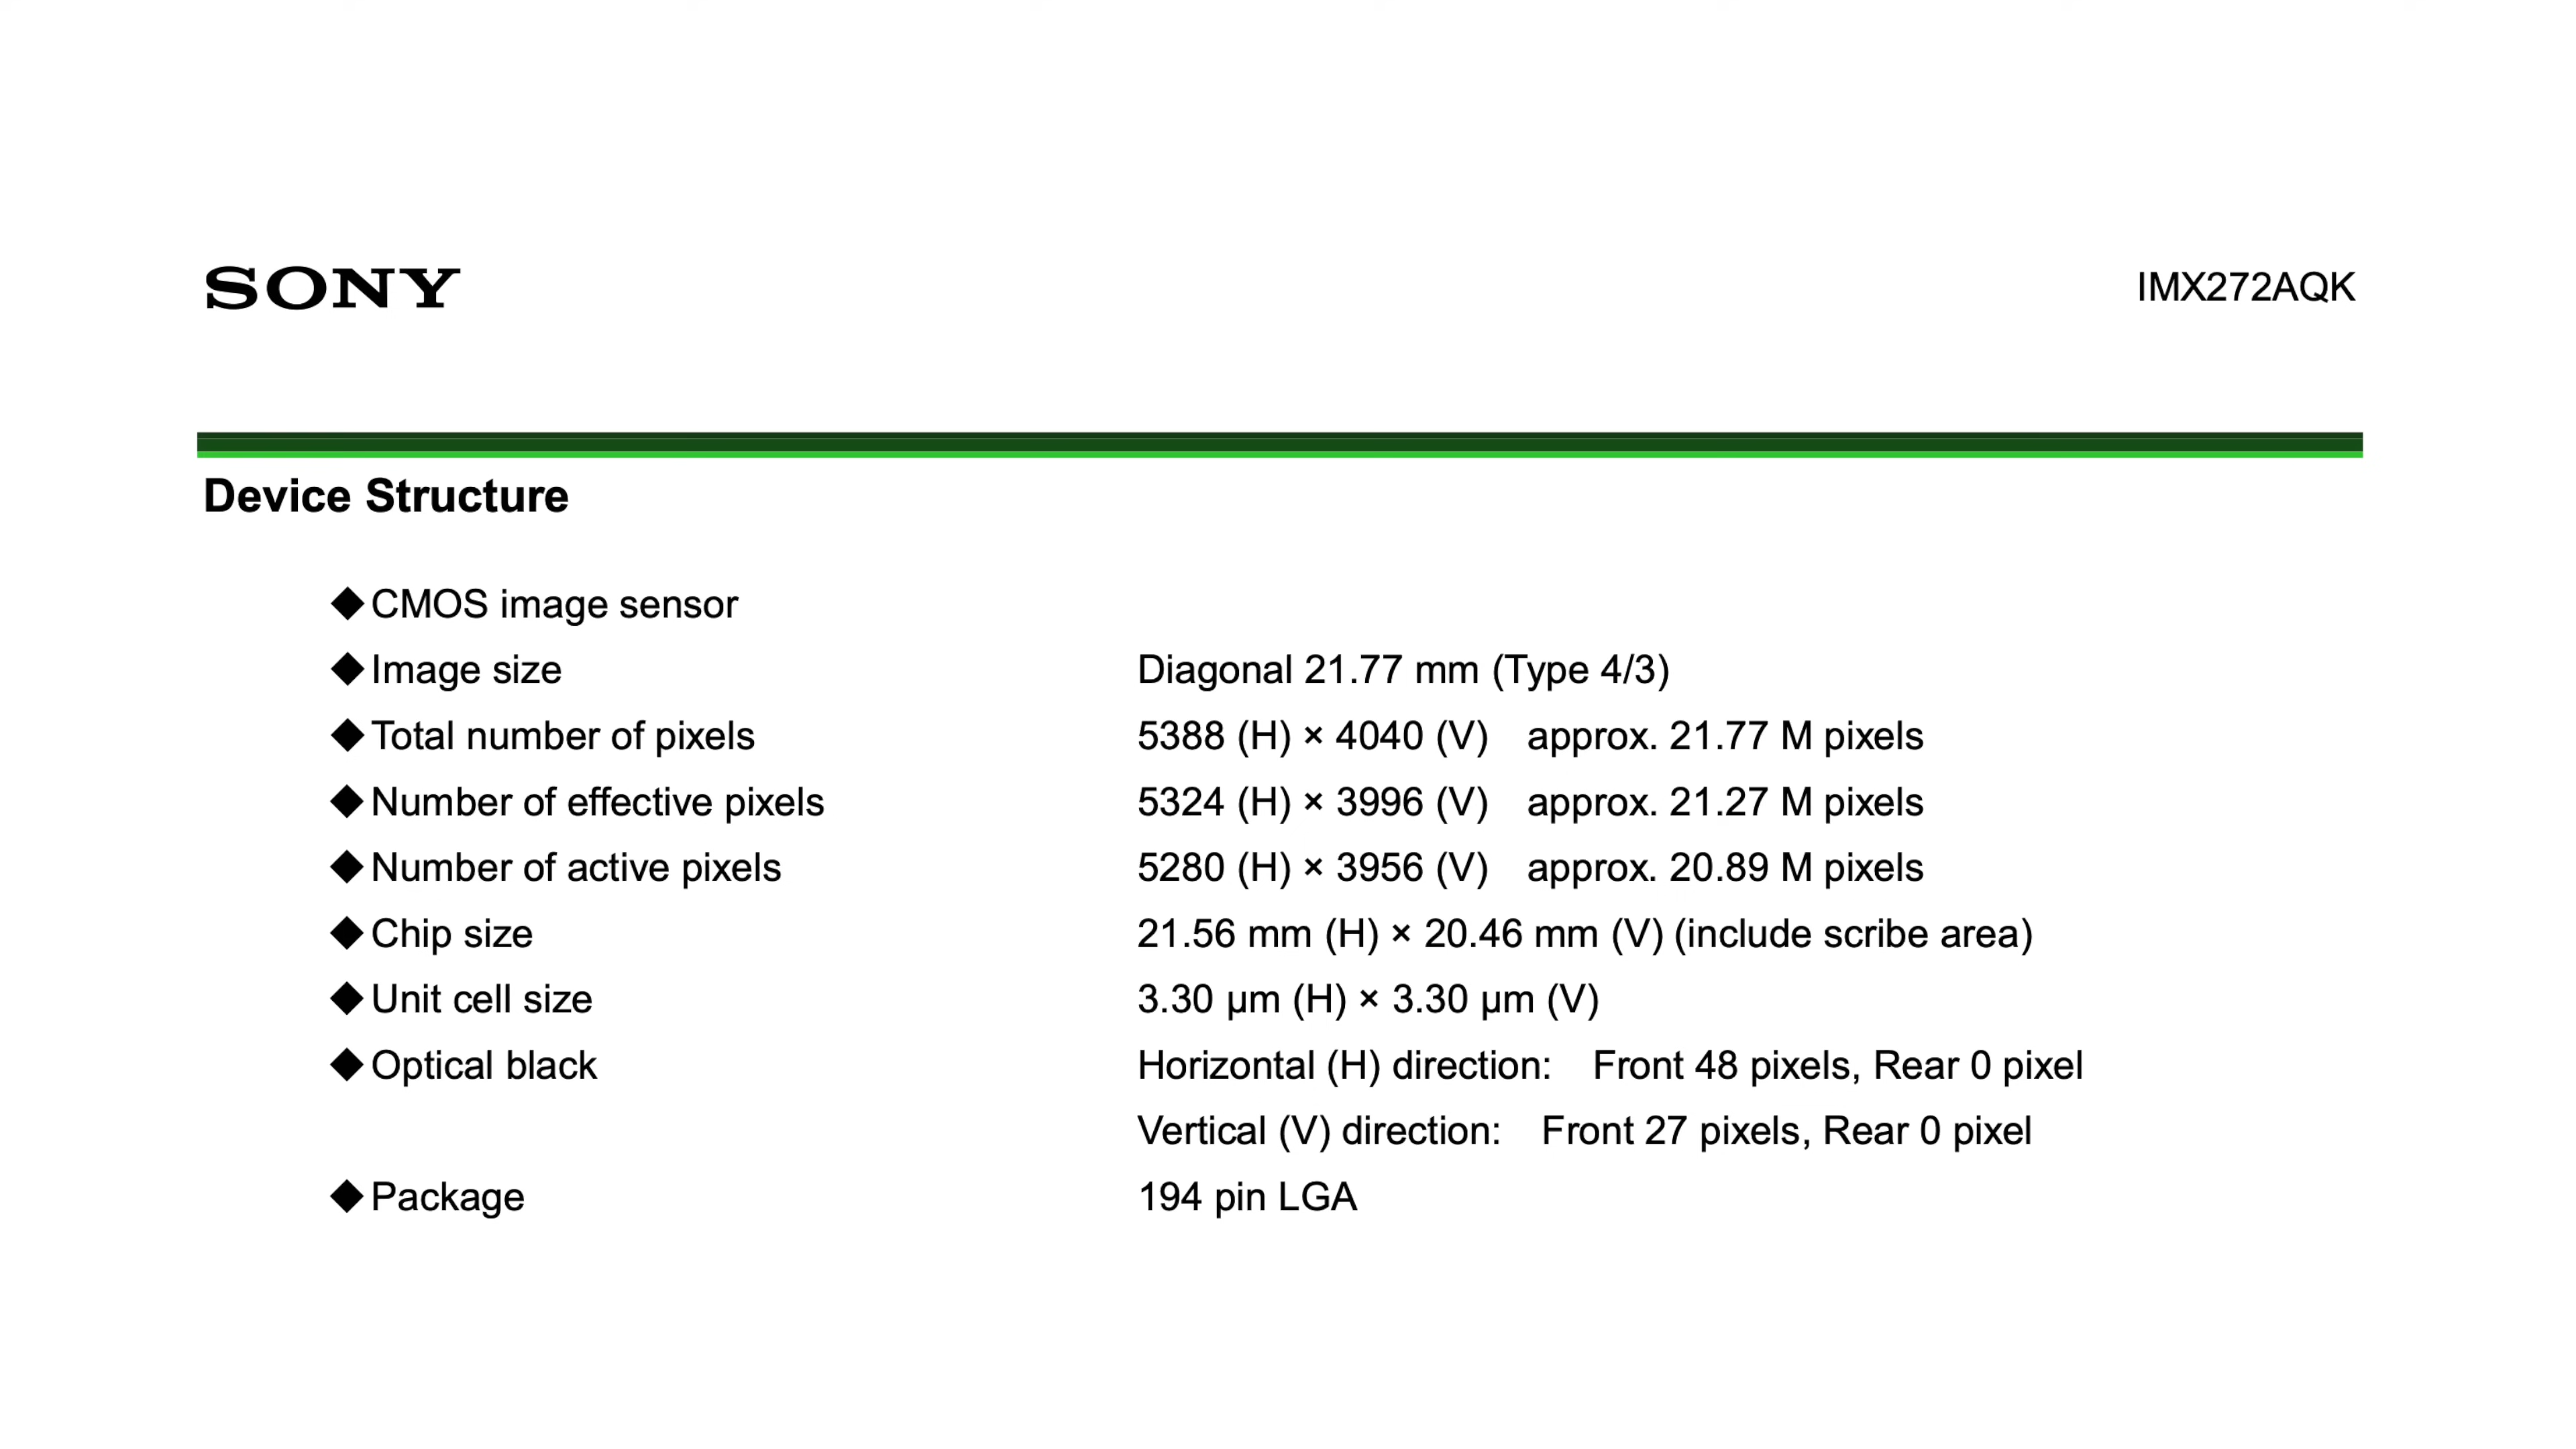 SONY IMX272AQK
Device Structure
◆CMOS image sensor
◆Image size Diagonal 21.77 mm (Type 4/3)
◆Total number of pixels 5388 (H) × 4040 (V) approx. 21.77 M pixels
◆Number of effective pixels 5324 (H) × 3996 (V) approx. 21.27 M pixels
◆Number of active pixels 5280 (H) × 3956 (V) approx. 20.89 M pixels
◆Chip size 21.56 mm (H) × 20.46 mm (V) (include scribe area)
◆Unit cell size 3.30 µm (H) × 3.30 µm (V)
◆Optical black Horizontal (H) direction: Front 48 pixels, Rear 0 pixel
Vertical (V) direction: Front 27 pixels, Rear 0 pixel
◆Package 194 pin LGA